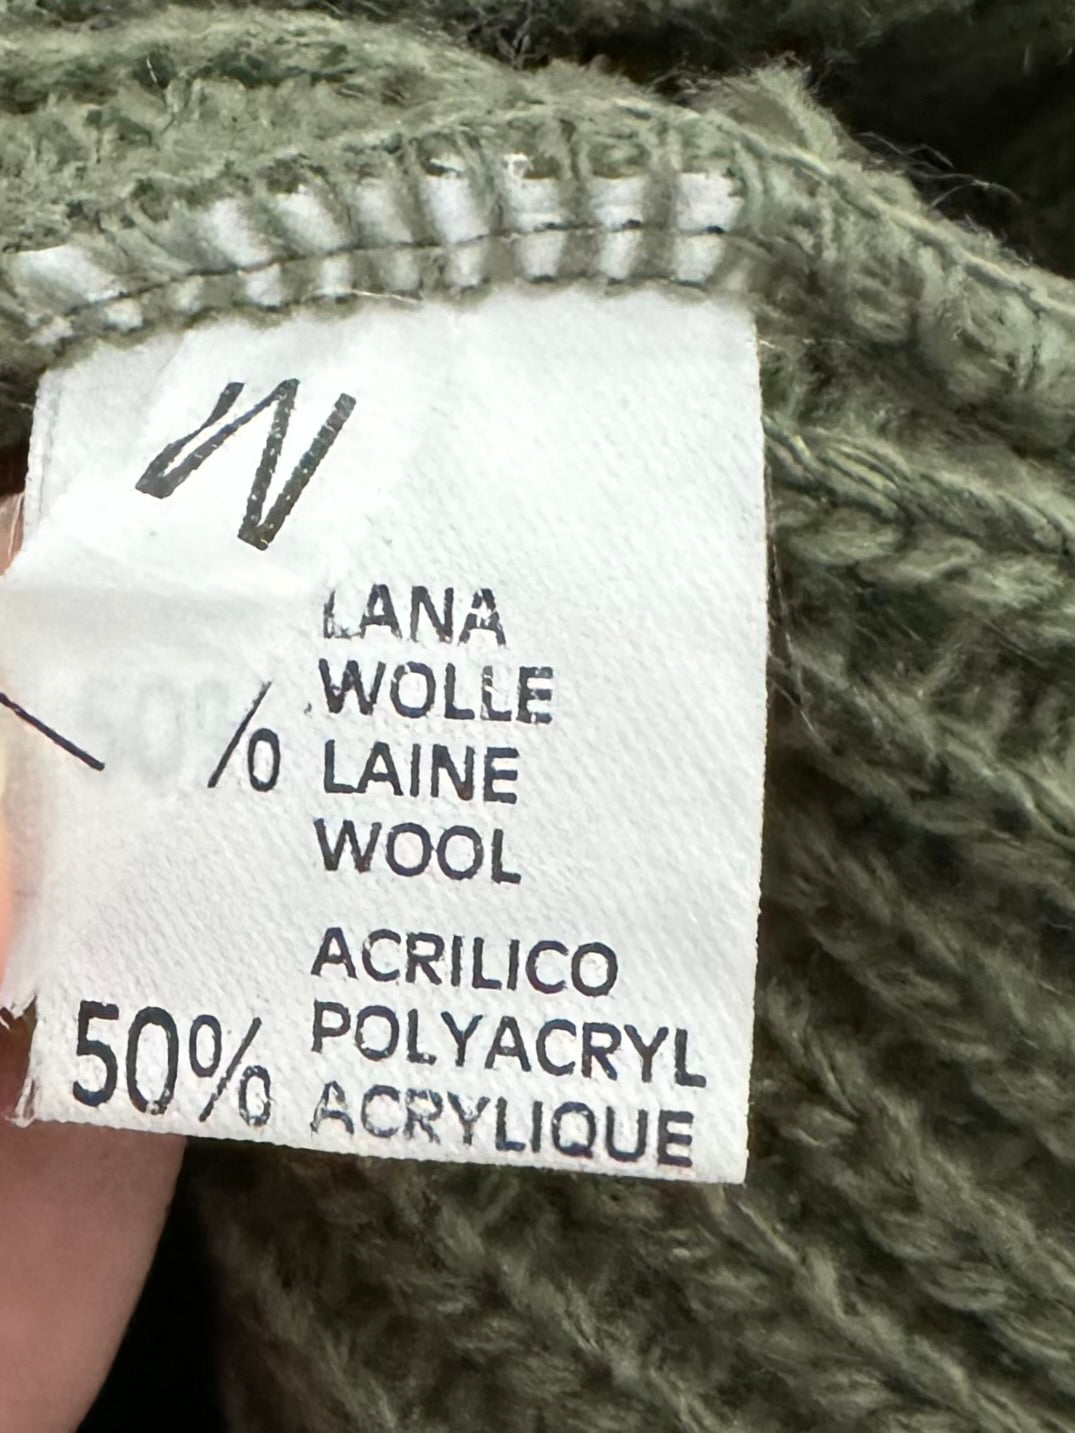 LANA
WOLLE
% LAINE
WOOL
ACRILICO
50% POLYACRYL
ACRYLIQUE